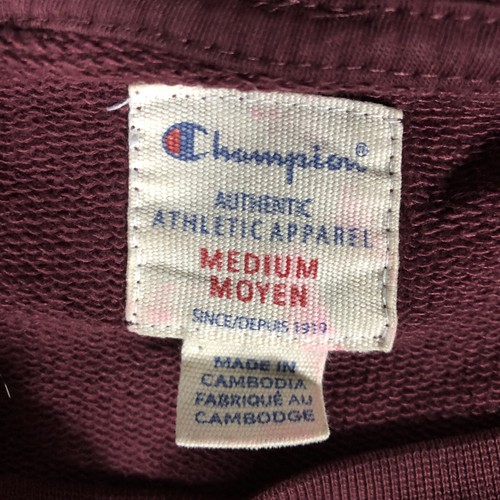 Champion®
AUTHENTIC
ATHLETIC APPAREL
MEDIUM
MOYEN
SINCE/DEPUIS 1919
MADE IN
CAMBODIA
FABRIQUÉ AU
CAMBODGE